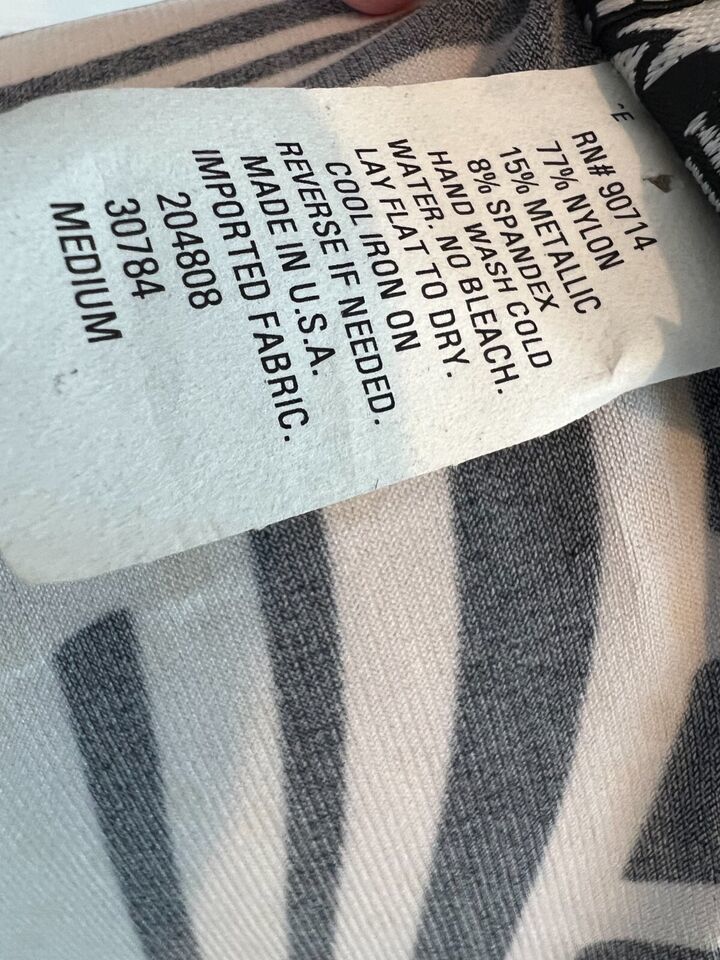 RN# 90714
77% NYLON
15% METALLIC
8% SPANDEX
HAND WASH COLD
WATER. NO BLEACH.
LAY FLAT TO DRY.
COOL IRON ON
REVERSE IF NEEDED.
MADE IN U.S.A.
IMPORTED FABRIC.
204808
30784
MEDIUM